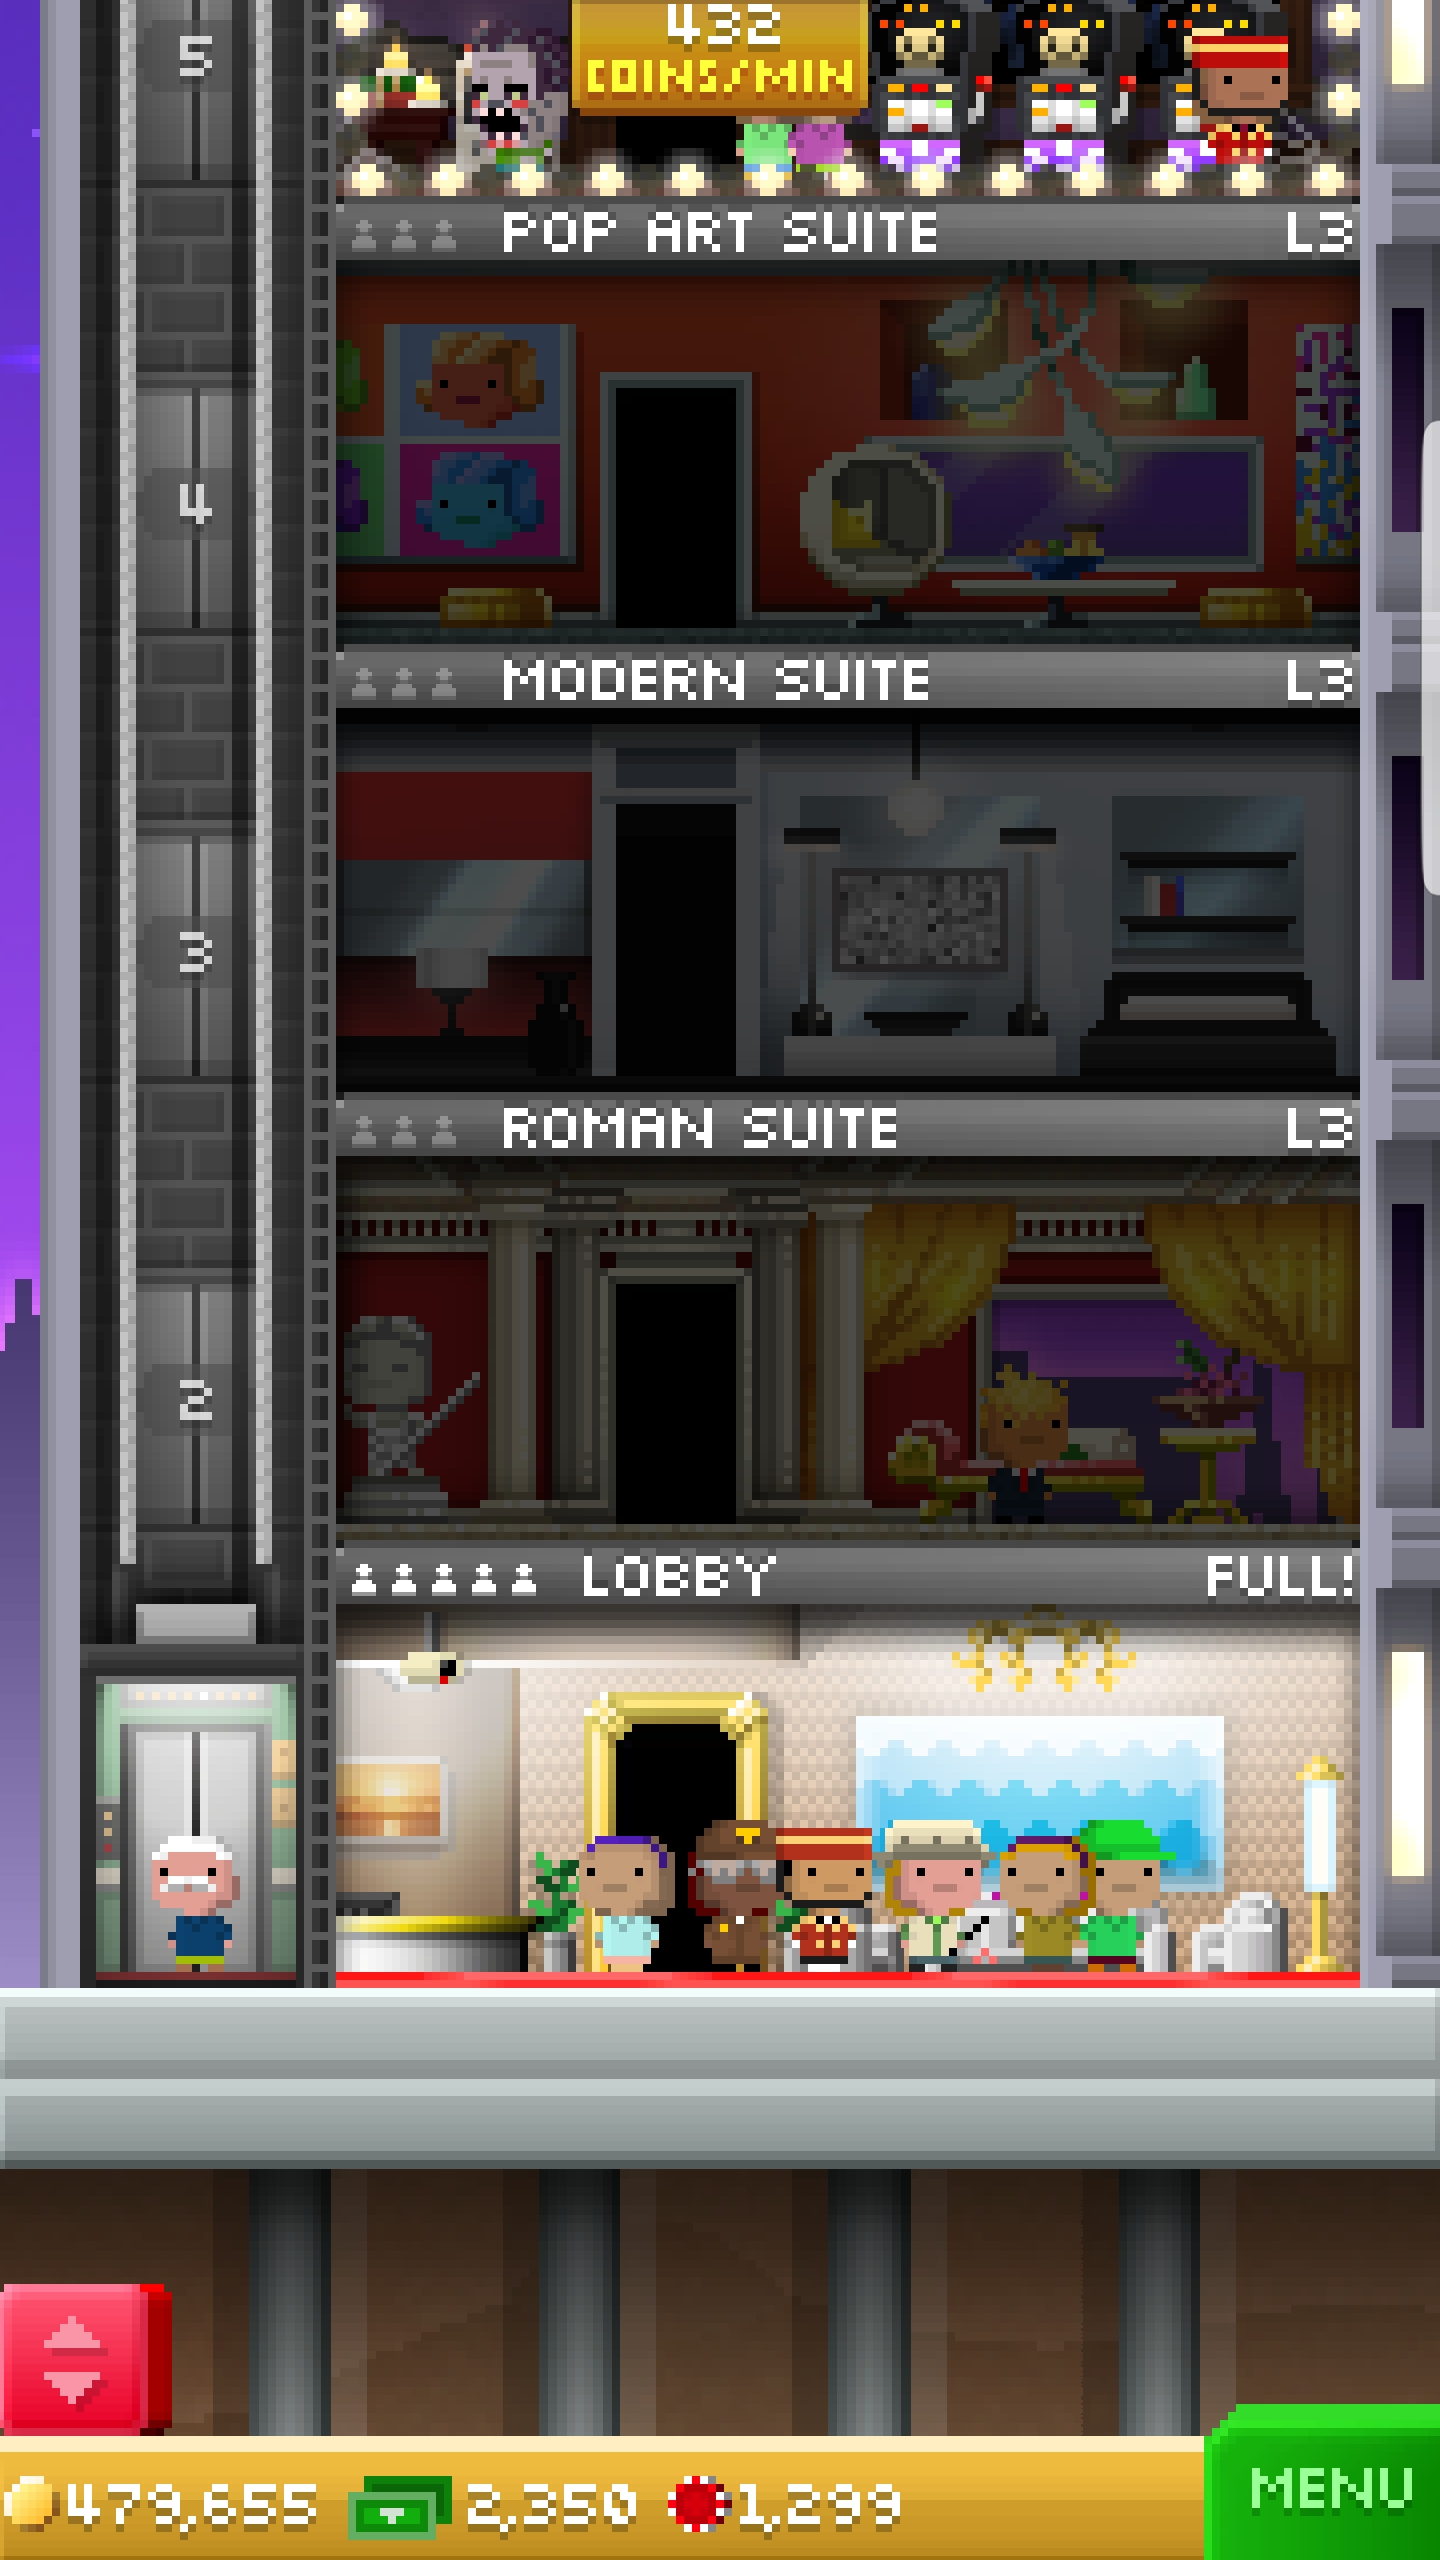 5
432
COINS/MIN
POP ART SUITE L3
4
MODERN SUITE L3
3
ROMAN SUITE L3
2
LOBBY FULL!
479,655 2,350 1,299
MENU